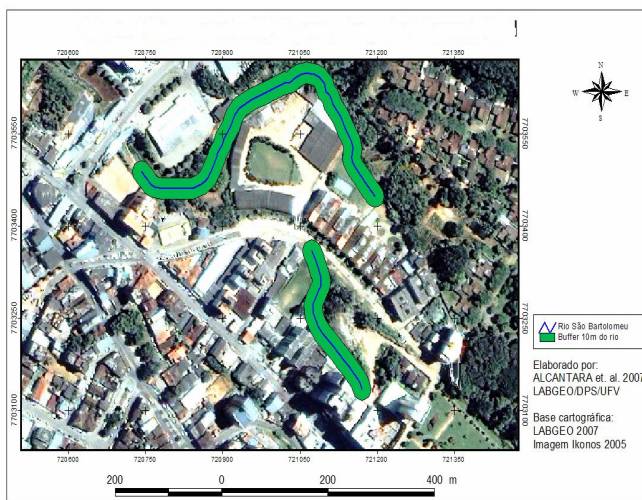 720600 720750 720900 721050 721200 721350
7703550
7703400
7703250
7703100
N
W E
S
7703550
7703400
7703250
7703100
Rio São Bartolomeu
Buffer 10m do rio
Elaborado por:
ALCANTARA et. al. 2007
LABGEO/DPS/UFV
Base cartográfica:
LABGEO 2007
Imagem Ikonos 2005
720600 720750 720900 721050 721200 721350
200 0 200 400 m